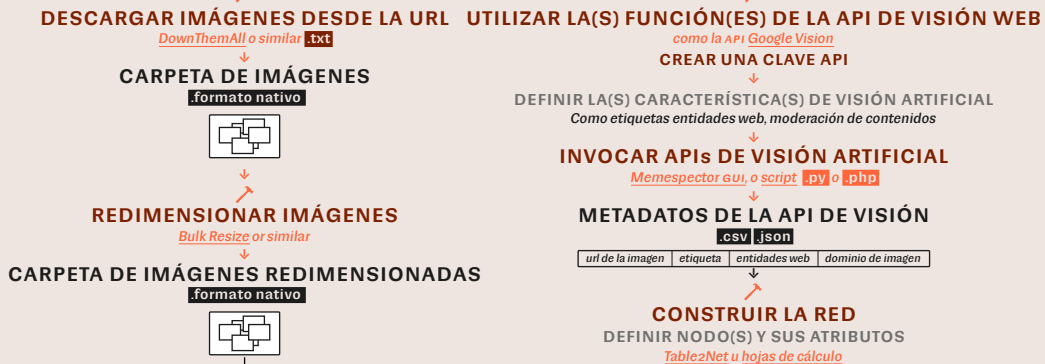 DESCARGAR IMÁGENES DESDE LA URL
DownThemAll o similar .txt
CARPETA DE IMÁGENES
.formato nativo
REDIMENSIONAR IMÁGENES
Bulk Resize or similar
CARPETA DE IMÁGENES REDIMENSIONADAS
.formato nativo
UTILIZAR LA(S) FUNCIÓN(ES) DE LA API DE VISIÓN WEB
como la API Google Vision
CREAR UNA CLAVE API
DEFINIR LA(S) CARACTERÍSTICA(S) DE VISIÓN ARTIFICIAL
Como etiquetas entidades web, moderación de contenidos
INVOCAR APIs DE VISIÓN ARTIFICIAL
Memespector GUI, o script .py o .php
METADATOS DE LA API DE VISIÓN
.csv .json
url de la imagen etiqueta entidades web dominio de imagen
CONSTRUIR LA RED
DEFINIR NODO(S) Y SUS ATRIBUTOS
Table2Net u hojas de cálculo